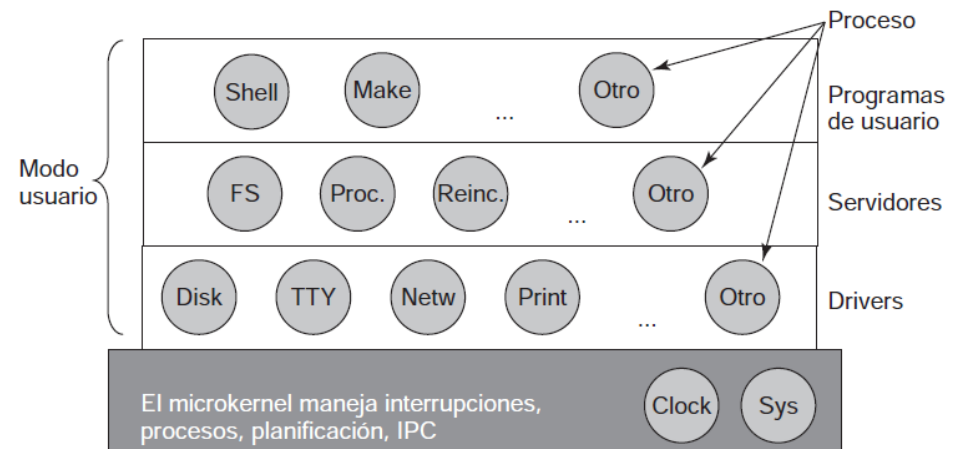 Proceso
Shell Make ... Otro
Programas
de usuario
Modo
usuario
FS Proc. Reinc. ... Otro
Servidores
Disk TTY Netw Print ... Otro
Drivers
El microkernel maneja interrupciones,
procesos, planificación, IPC
Clock Sys